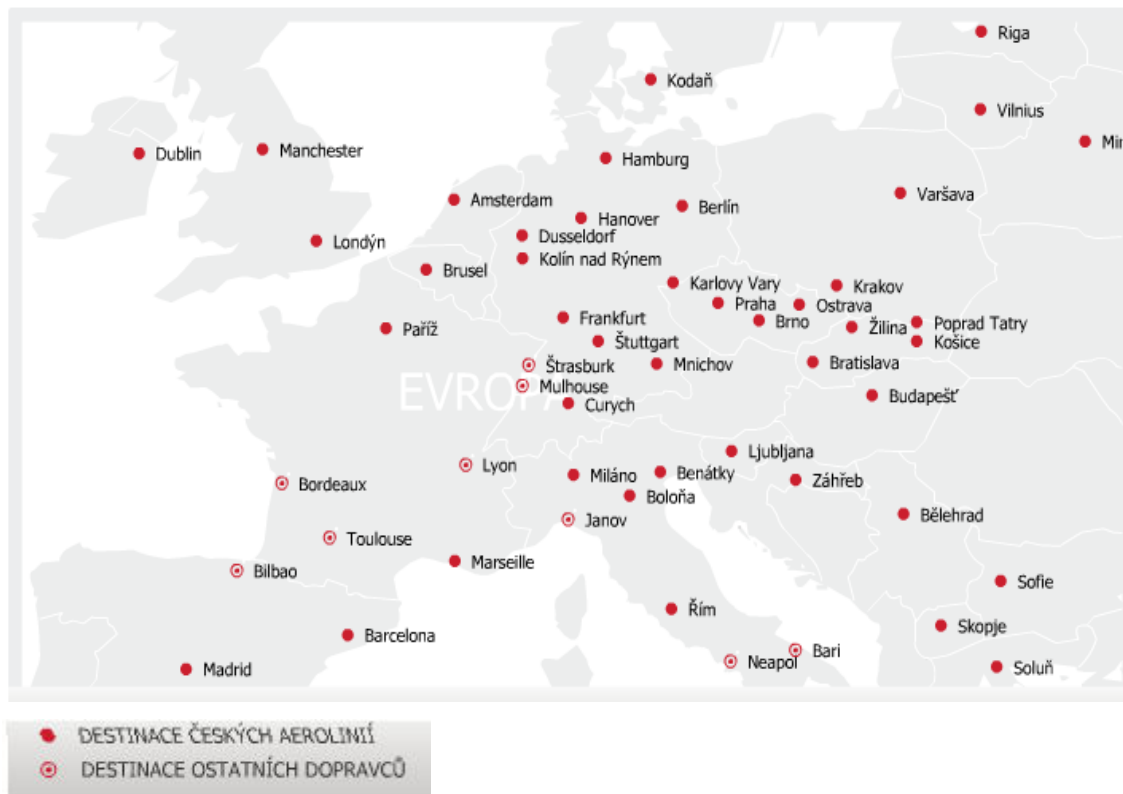 Riga
Kodaň
Vilnius
Dublin
Manchester
Hamburg
Varšava
Amsterdam
Berlín
Hanover
Dusseldorf
Londýn
Kolín nad Rýnem
Brusel
Karlovy Vary
Krakov
Praha
Ostrava
Frankfurt
Brno
Žilina
Poprad Tatry
Paříž
Štuttgart
Košice
Štrasburk
Mnichov
Bratislava
Mulhouse
EVROPA
Curych
Budapešť
Ljubljana
Lyon
Miláno
Benátky
Záhřeb
Bordeaux
Boloňa
Janov
Bělehrad
Toulouse
Marseille
Bilbao
Sofie
Řím
Skopje
Barcelona
Bari
Neapol
Madrid
Soluň
DESTINACE ČESKÝCH AEROLINIÍ
DESTINACE OSTATNÍCH DOPRAVCŮ